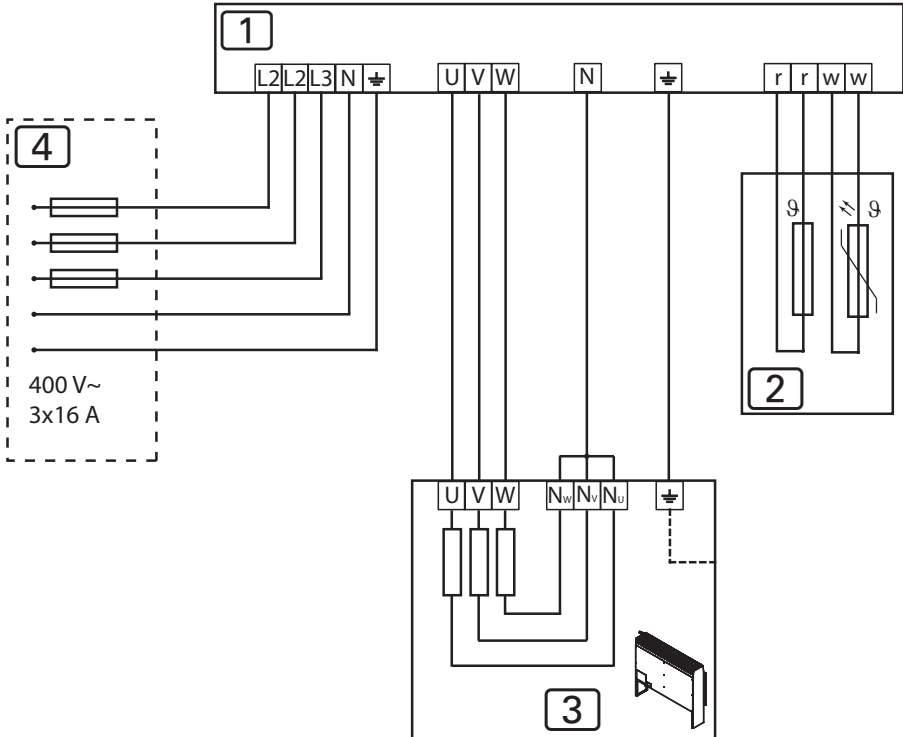 1
L2 L2 L3 N U V W N r r w w
4
ϑ ϑ
400 V~
3x16 A
2
U V W NW NV NU
3